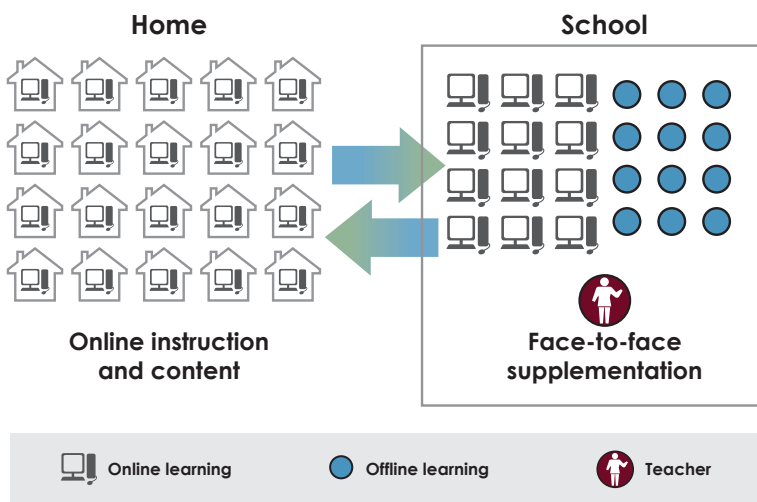 Home
School
Online instruction
and content
Face-to-face
supplementation
Online learning
Offline learning
Teacher